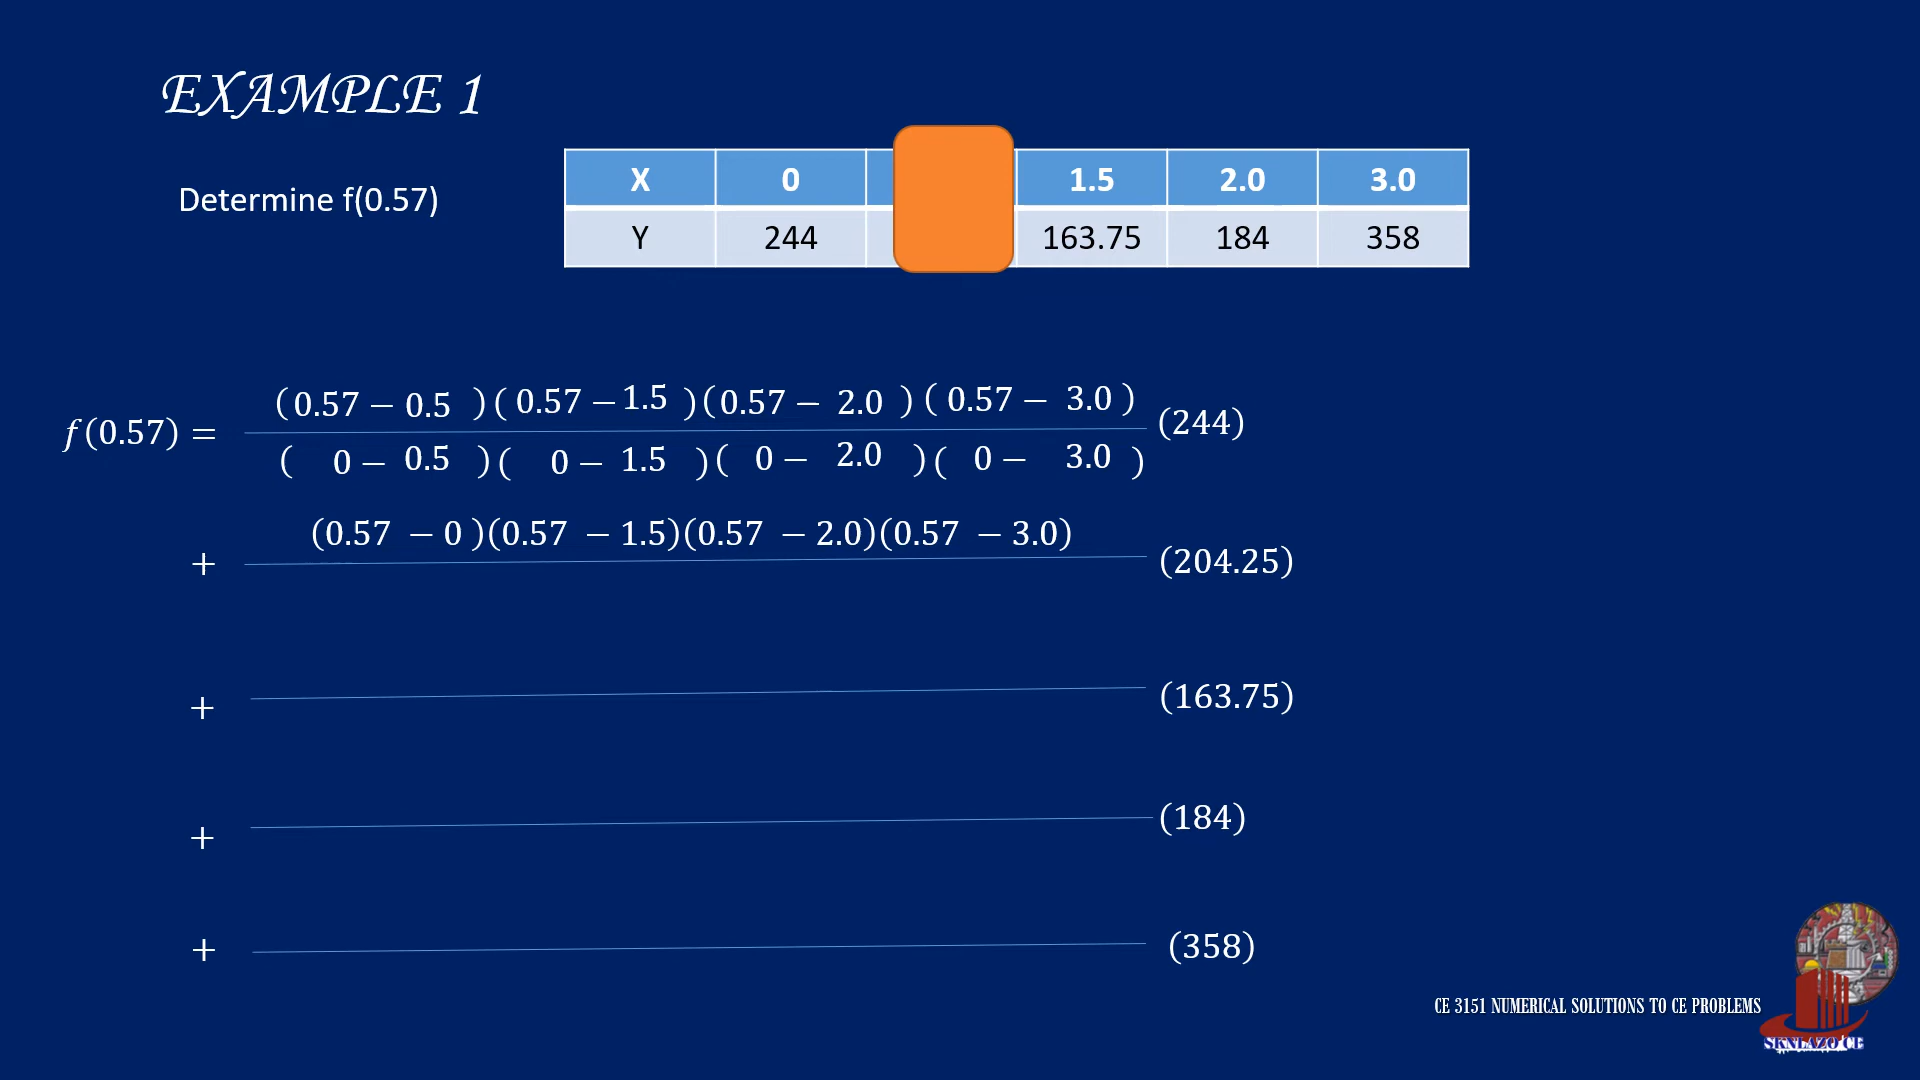 EXAMPLE 1
Determine f(0.57)
X 0 1.5 2.0 3.0
Y 244 163.75 184 358
f(0.57) = (0.57 − 0.5 )( 0.57 − 1.5 )(0.57 − 2.0 ) ( 0.57 − 3.0 ) (244)
( 0 − 0.5 )( 0 − 1.5 )( 0 − 2.0 )( 0 − 3.0 )
+ (0.57 − 0 )(0.57 − 1.5)(0.57 − 2.0)(0.57 − 3.0) (204.25)
+ (163.75)
+ (184)
+ (358)
CE 3151 NUMERICAL SOLUTIONS TO CE PROBLEMS
SKNLAZO CE